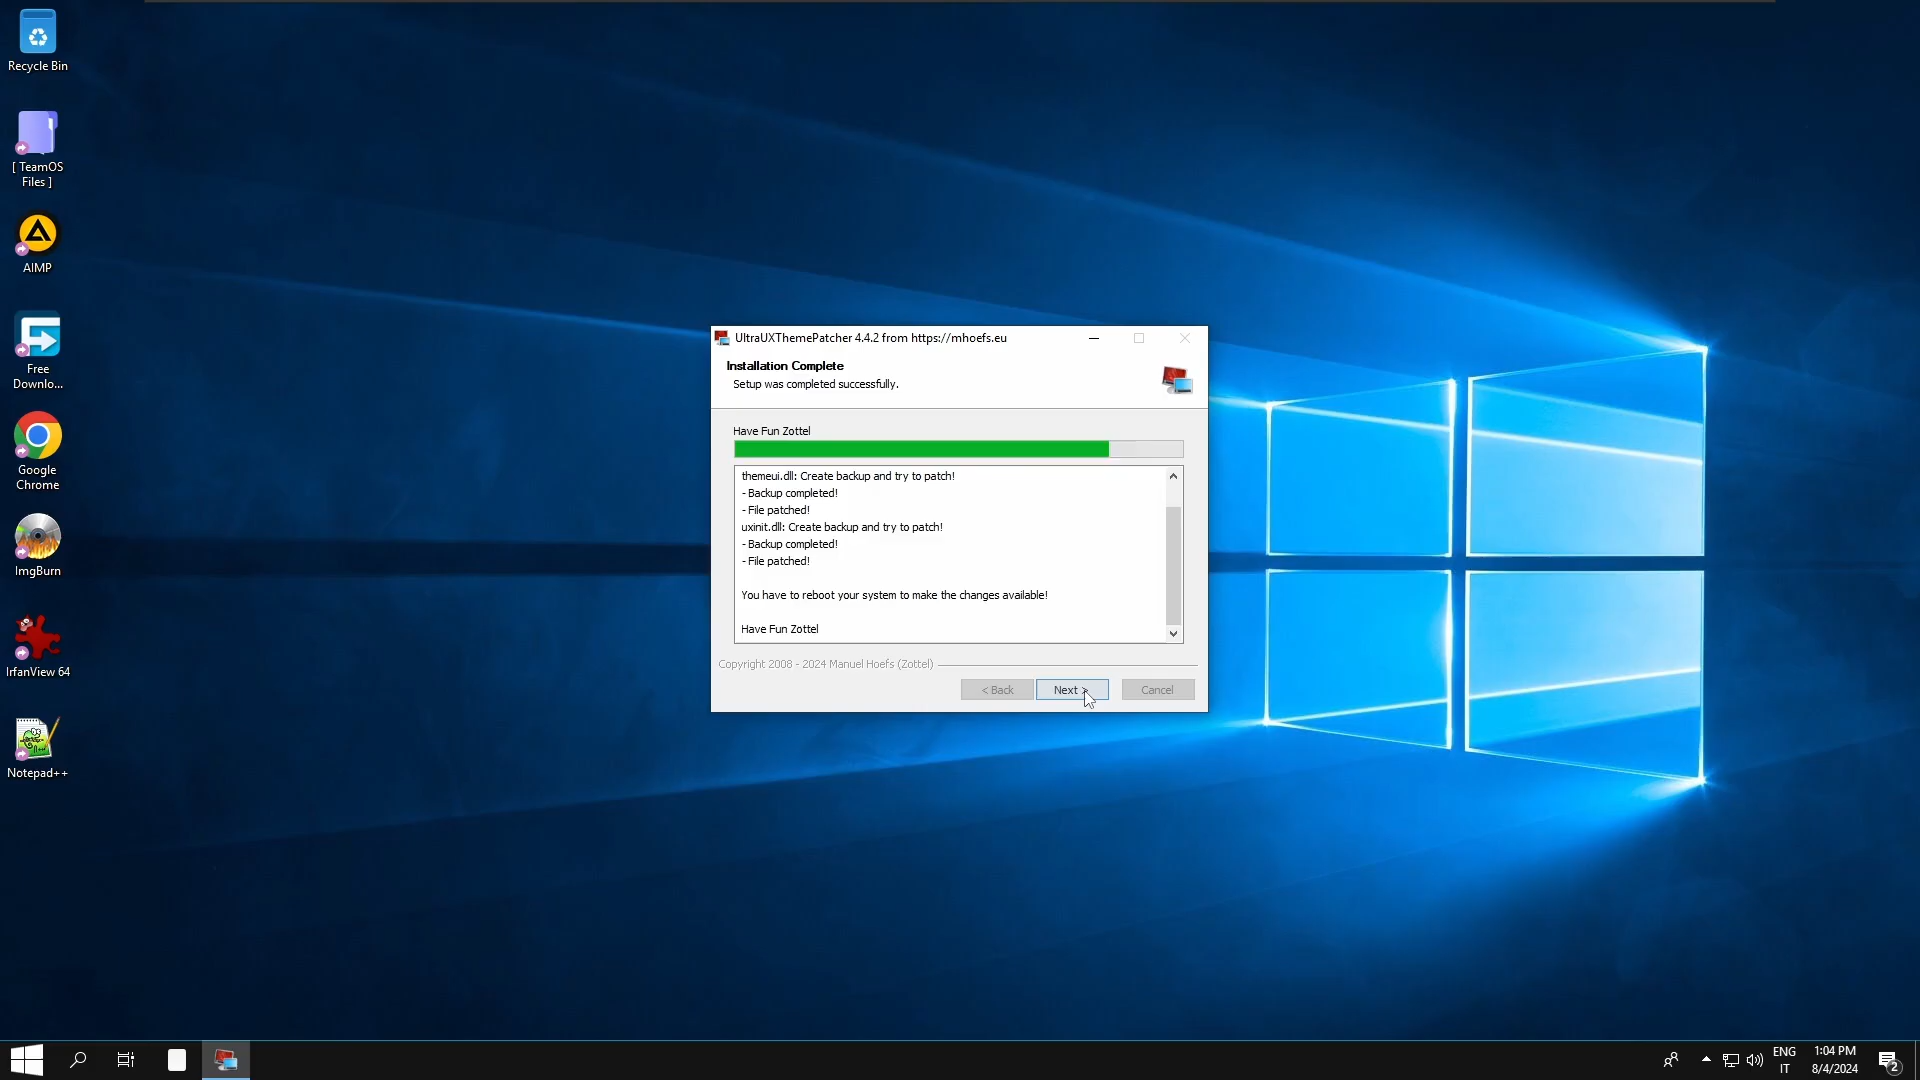 Recycle Bin
[ TeamOS
Files ]
AIMP
Free
Downlo...
Google
Chrome
ImgBurn
IrfanView 64
Notepad++
UltraUXThemePatcher 4.4.2 from https://mhoefs.eu
Installation Complete
Setup was completed successfully.
Have Fun Zottel
themeui.dll: Create backup and try to patch!
- Backup completed!
- File patched!
uxinit.dll: Create backup and try to patch!
- Backup completed!
- File patched!
You have to reboot your system to make the changes available!
Have Fun Zottel
Copyright 2008 - 2024 Manuel Hoefs (Zottel)
< Back
Next >
Cancel
ENG
IT
1:04 PM
8/4/2024
2